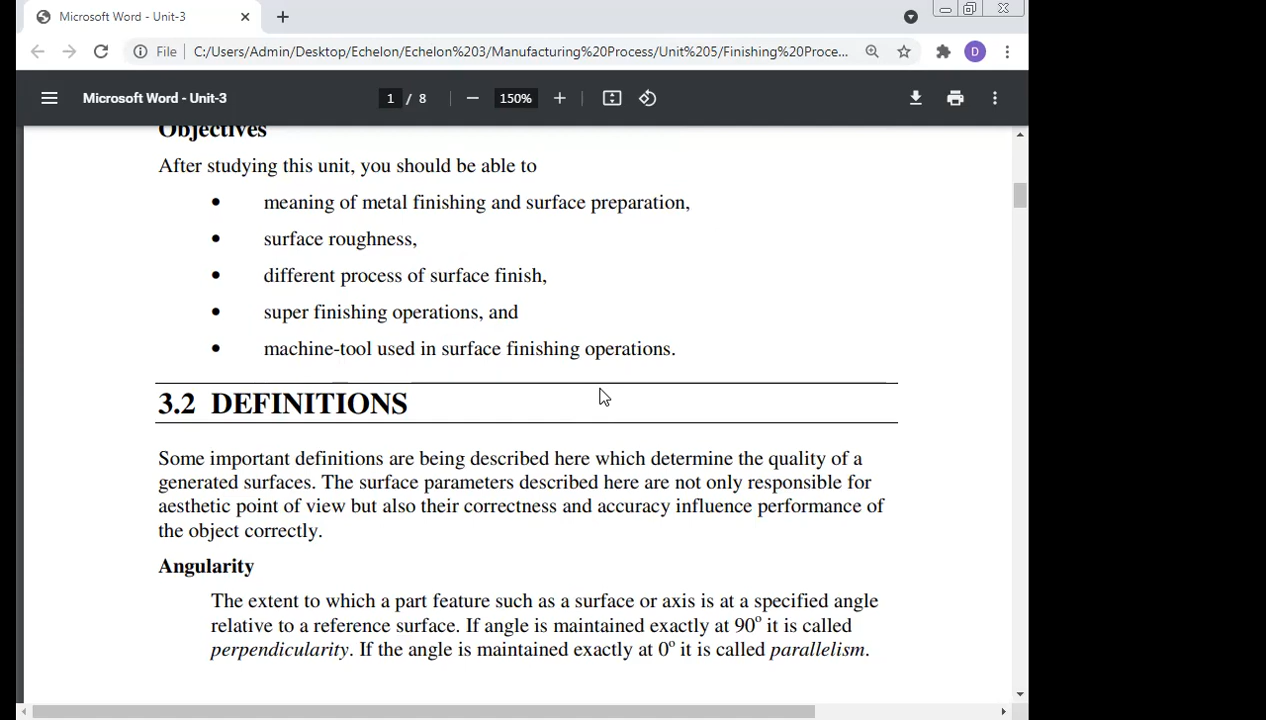 Microsoft Word - Unit-3
File
C:/Users/Admin/Desktop/Echelon/Echelon%203/Manufacturing%20Process/Unit%205/Finishing%20Proce...
D
Microsoft Word - Unit-3
1 / 8
150%
Objectives
After studying this unit, you should be able to
• meaning of metal finishing and surface preparation,
• surface roughness,
• different process of surface finish,
• super finishing operations, and
• machine-tool used in surface finishing operations.
3.2 DEFINITIONS
Some important definitions are being described here which determine the quality of a
generated surfaces. The surface parameters described here are not only responsible for
aesthetic point of view but also their correctness and accuracy influence performance of
the object correctly.
Angularity
The extent to which a part feature such as a surface or axis is at a specified angle
relative to a reference surface. If angle is maintained exactly at 90° it is called
perpendicularity. If the angle is maintained exactly at 0° it is called parallelism.